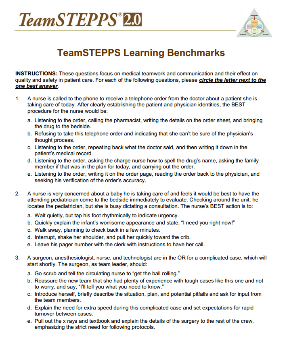 TeamSTEPPS 2.0
TeamSTEPPS Learning Benchmarks
INSTRUCTIONS: These questions focus on medical teamwork and communication and their effect on
quality and safety in patient care. For each of the following questions, please circle the letter next to the
one best answer.
1. A nurse is called to the phone to receive a telephone order from the doctor about a patient she is
taking care of today. After clearly establishing the patient and physician identities, the BEST
procedure for the nurse would be:
a. Listening to the order, calling the pharmacist, writing the details on the order sheet, and bringing
the drug to the bedside.
b. Refusing to take this telephone order and indicating that she can't be sure of the physician's
thought process.
c. Listening to the order, repeating back what the doctor said, and then writing it down in the
patient's medical record.
d. Listening to the order, asking the charge nurse how to spell the drug's name, asking the family
member if that was in the plan for today, and carrying out the order.
e. Listening to the order, writing it on the order page, reading the order back to the physician, and
seeking his verification of the order's accuracy.
2. A nurse is very concerned about a baby he is taking care of and feels it would be best to have the
attending pediatrician come to the bedside immediately to evaluate. Checking around the unit, he
locates the pediatrician, but she is busy dictating a consultation. The nurse's BEST action is to:
a. Wait quietly, but tap his foot rhythmically to indicate urgency.
b. Quickly explain the infant's worrisome appearance and state, "I need you right now!"
c. Walk away, planning to check back in a few minutes.
d. Interrupt, shake her shoulder, and pull her quickly toward the crib.
e. Leave his pager number with the clerk with instructions to have her call.
3. A surgeon, anesthesiologist, nurse, and technologist are in the OR for a complicated case, which will
start shortly. The surgeon, as team leader, should:
a. Go scrub and tell the circulating nurse to "get the ball rolling."
b. Reassure the new team that she had plenty of experience with tough cases like this one and not
to worry, and say, "I'll tell you what you need to know."
c. Introduce herself, briefly describe the situation, plan, and potential pitfalls and ask for input from
the team members.
d. Explain the need for extra speed during this complicated case and set expectations for rapid
turnover between cases.
e. Pull out the x-rays and textbook and explain the details of the surgery to the rest of the crew,
emphasizing the strict need for following protocols.